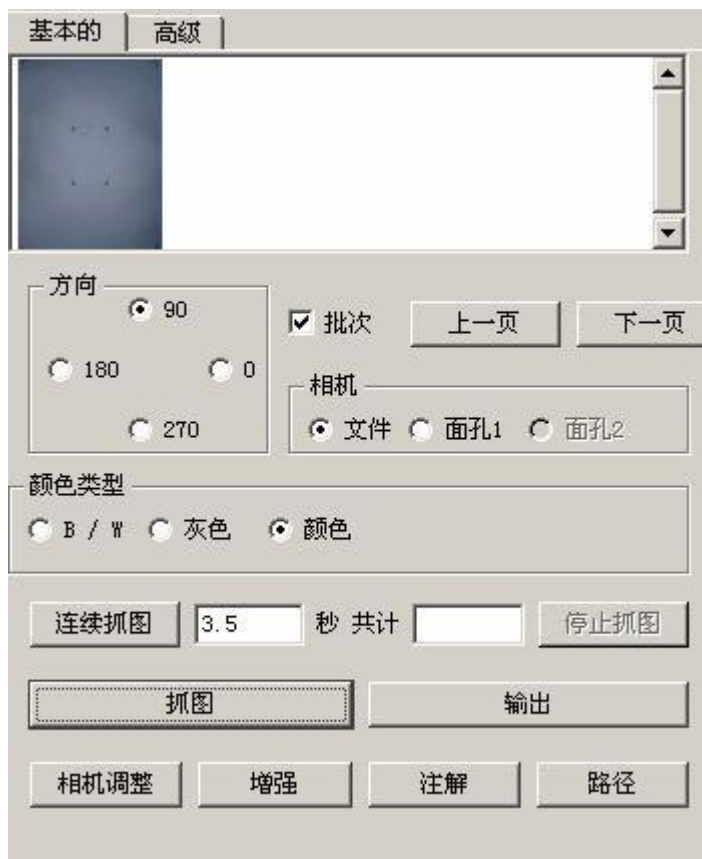 基本的 高级
方向
90
批次 上一页 下一页
180 0
相机
270
文件 面孔1 面孔2
颜色类型
B / W 灰色 颜色
连续抓图 3.5 秒 共计 停止抓图
抓图 输出
相机调整 增强 注解 路径